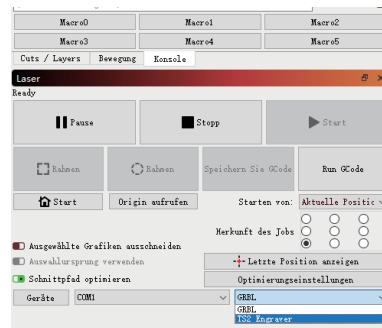 Macro0 Macro1 Macro2
Macro3 Macro4 Macro5
Cuts / Layers Bewegung Konsole
Laser
Ready
Pause Stopp Start
Rahmen Rahmen Speichern Sie GCode Run GCode
Start Origin aufrufen Starten von: Aktuelle Positic
Herkunft des Jobs
Ausgewählte Grafiken ausschneiden
Auswahlursprung verwenden Letzte Position anzeigen
Schnittpfad optimieren Optimierungseinstellungen
Geräte COM1 GRBL
GRBL
TS2 Engraver